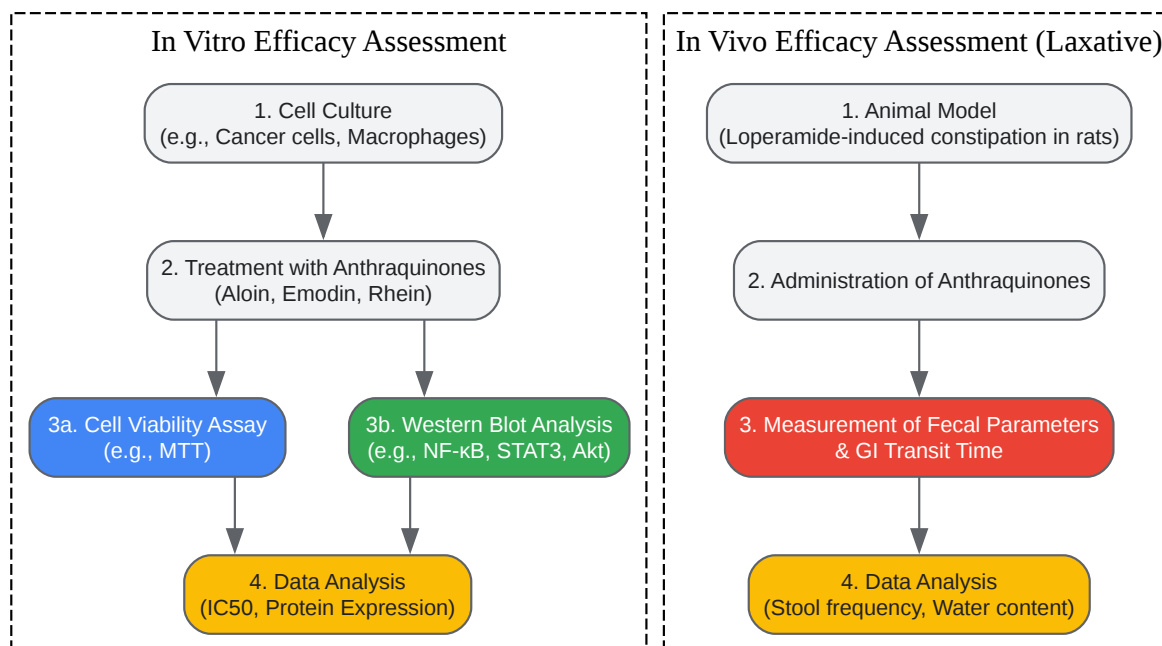 In Vitro Efficacy Assessment
1. Cell Culture
(e.g., Cancer cells, Macrophages)
2. Treatment with Anthraquinones
(Aloin, Emodin, Rhein)
3a. Cell Viability Assay
(e.g., MTT)
3b. Western Blot Analysis
(e.g., NF-κB, STAT3, Akt)
4. Data Analysis
(IC50, Protein Expression)
In Vivo Efficacy Assessment (Laxative)
1. Animal Model
(Loperamide-induced constipation in rats)
2. Administration of Anthraquinones
3. Measurement of Fecal Parameters
& GI Transit Time
4. Data Analysis
(Stool frequency, Water content)